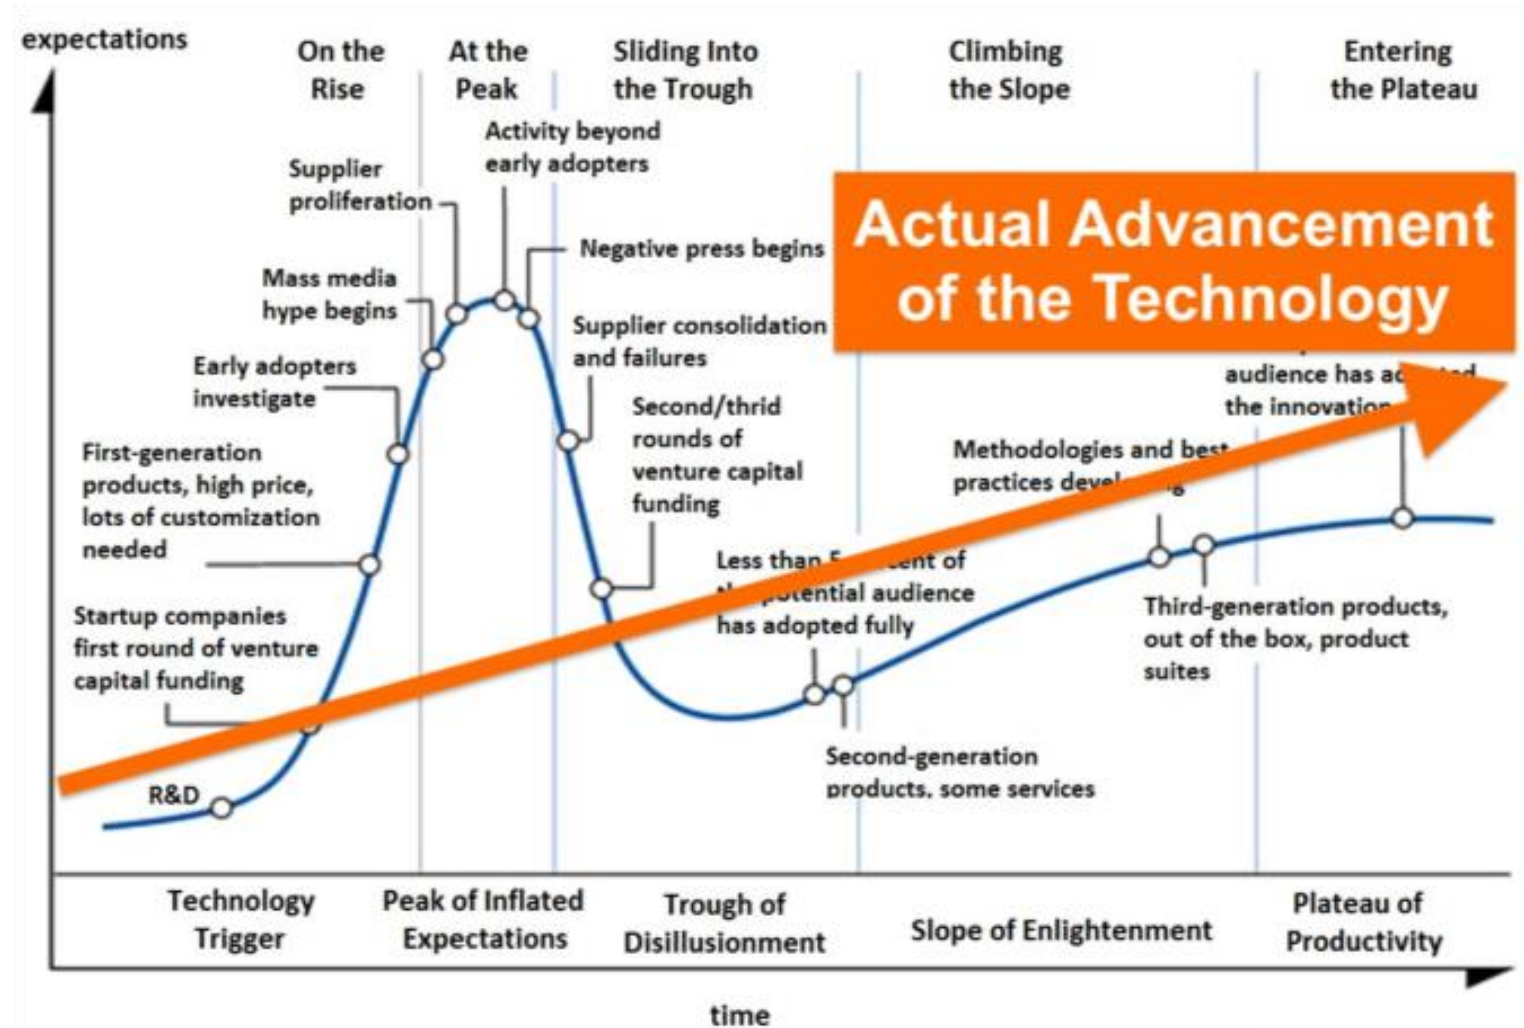 expectations
On the
Rise
At the
Peak
Sliding Into
the Trough
Climbing
the Slope
Entering
the Plateau
Activity beyond
early adopters
Supplier
proliferation
Negative press begins
Actual Advancement
of the Technology
Mass media
hype begins
Supplier consolidation
and failures
Early adopters
investigate
audience has
the innovation
Second/thrid
rounds of
venture capital
funding
First-generation
products, high price,
lots of customization
needed
Methodologies and best
practices developing
Less than
the potential audience
has adopted fully
Startup companies
first round of venture
capital funding
Third-generation products,
out of the box, product
suites
R&D
Second-generation
products, some services
Technology
Trigger
Peak of Inflated
Expectations
Trough of
Disillusionment
Slope of Enlightenment
Plateau of
Productivity
time